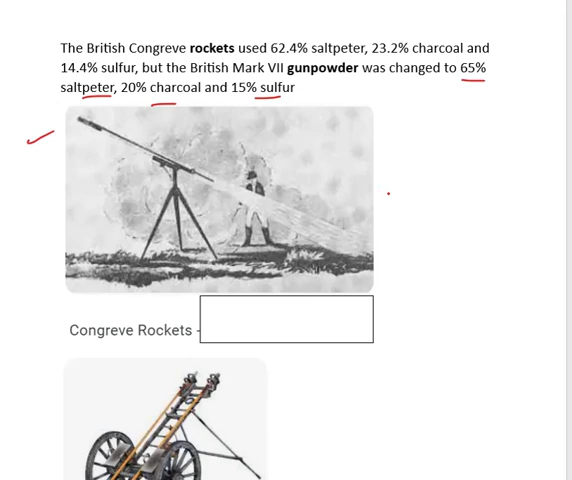 The British Congreve rockets used 62.4% saltpeter, 23.2% charcoal and
14.4% sulfur, but the British Mark VII gunpowder was changed to 65%
saltpeter, 20% charcoal and 15% sulfur
Congreve Rockets -